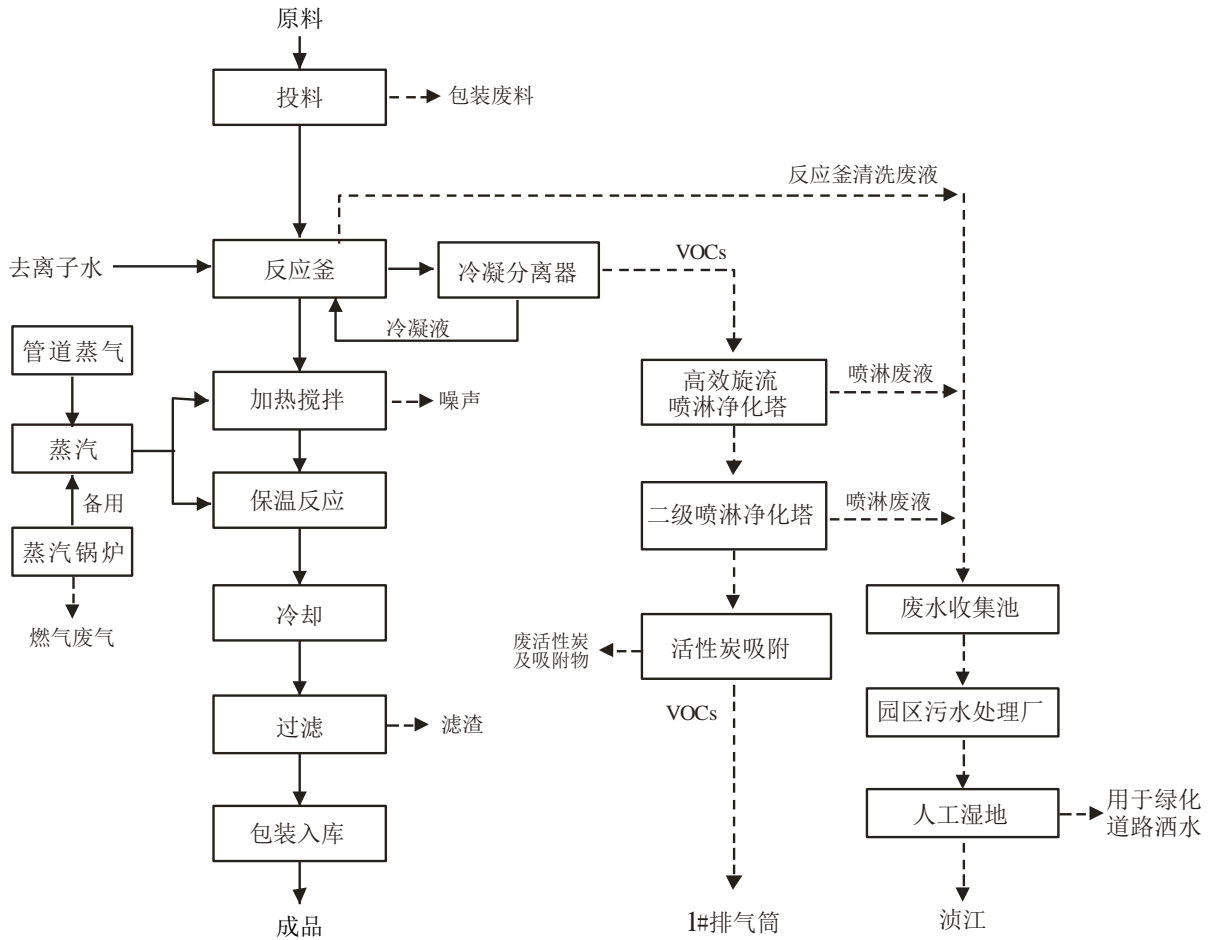 原料
投料
包装废料
反应釜清洗废液
VOCs
去离子水
反应釜
冷凝分离器
冷凝液
管道蒸气
高效旋流
喷淋净化塔
喷淋废液
加热搅拌
噪声
蒸汽
备用
保温反应
二级喷淋净化塔
喷淋废液
蒸汽锅炉
燃气废气
冷却
废水收集池
废活性炭
及吸附物
活性炭吸附
VOCs
过滤
滤渣
园区污水处理厂
包装入库
人工湿地
用于绿化
道路洒水
成品
1#排气筒
浈江